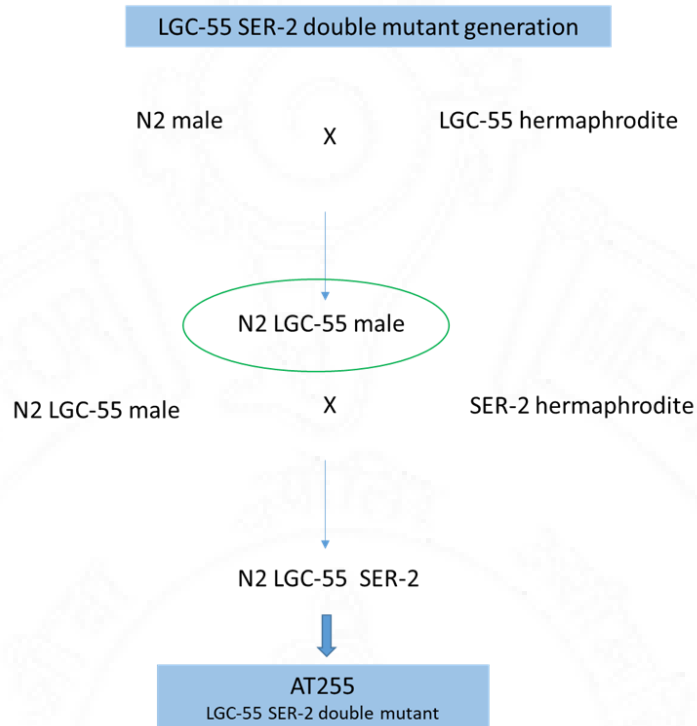 LGC-55 SER-2 double mutant generation
N2 male
X
LGC-55 hermaphrodite
N2 LGC-55 male
N2 LGC-55 male
X
SER-2 hermaphrodite
N2 LGC-55 SER-2
AT255
LGC-55 SER-2 double mutant